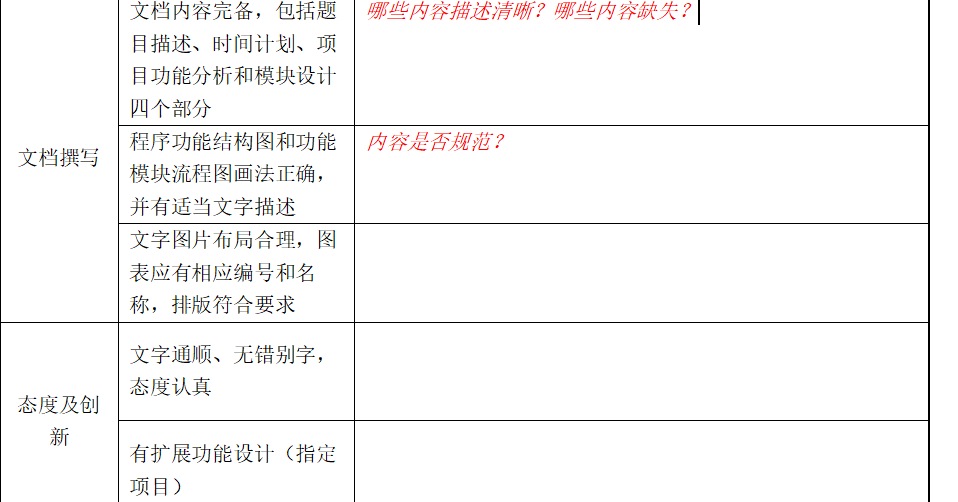 文档内容完备，包括题
目描述、时间计划、项
目功能分析和模块设计
四个部分
哪些内容描述清晰？哪些内容缺失？
文档撰写
程序功能结构图和功能
模块流程图画法正确，
并有适当文字描述
内容是否规范？
文字图片布局合理，图
表应有相应编号和名
称，排版符合要求
态度及创
新
文字通顺、无错别字，
态度认真
有扩展功能设计（指定
项目）